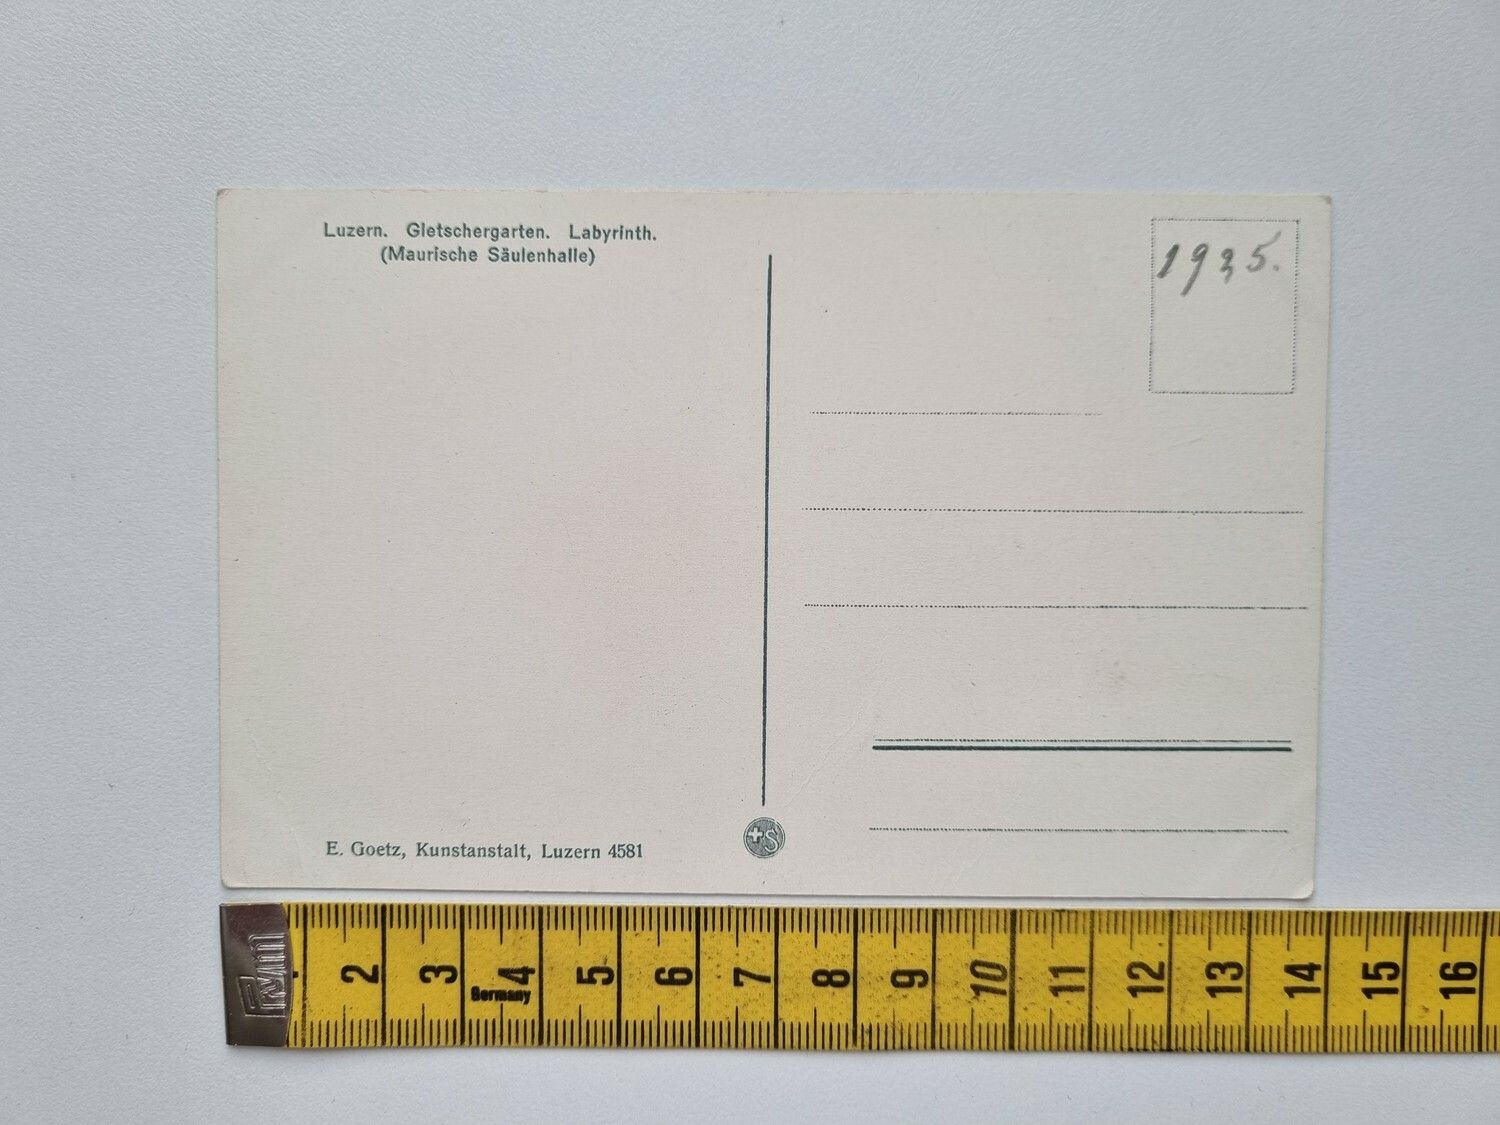 Luzern. Gletschergarten. Labyrinth.
(Maurische Säulenhalle)
1935.
E. Goetz, Kunstanstalt, Luzern 4581
+S
Prym
2 3 4 5 6 7 8 9 10 11 12 13 14 15 16
Germany